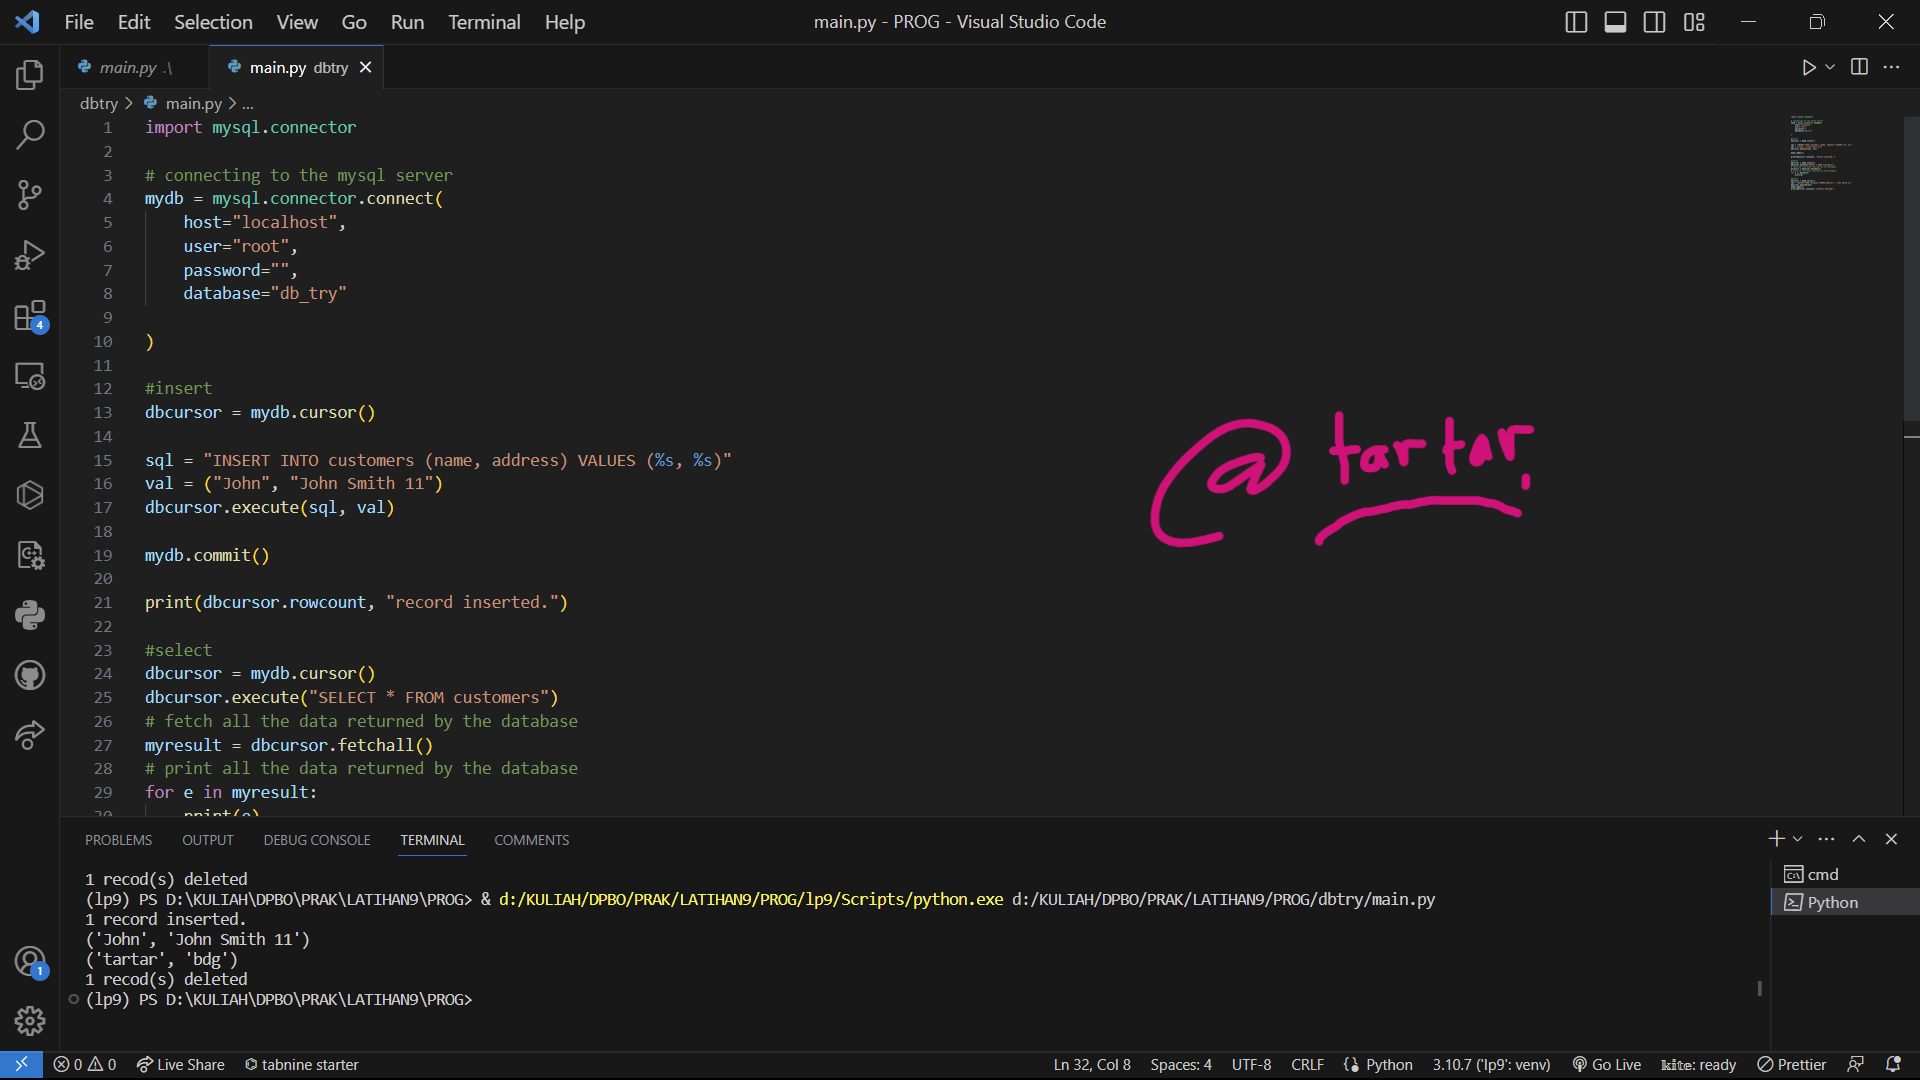 File Edit Selection View Go Run Terminal Help main.py - PROG - Visual Studio Code
main.py .\ main.py dbtry
dbtry > main.py > ...
1 import mysql.connector
2
3 # connecting to the mysql server
4 mydb = mysql.connector.connect(
5 host="localhost",
6 user="root",
7 password="",
8 database="db_try"
9
10 )
11
12 #insert
13 dbcursor = mydb.cursor()
14
15 sql = "INSERT INTO customers (name, address) VALUES (%s, %s)"
16 val = ("John", "John Smith 11")
17 dbcursor.execute(sql, val)
18
19 mydb.commit()
20
21 print(dbcursor.rowcount, "record inserted.")
22
23 #select
24 dbcursor = mydb.cursor()
25 dbcursor.execute("SELECT * FROM customers")
26 # fetch all the data returned by the database
27 myresult = dbcursor.fetchall()
28 # print all the data returned by the database
29 for e in myresult:
30 print(e)
@tartar.
PROBLEMS OUTPUT DEBUG CONSOLE TERMINAL COMMENTS
1 recod(s) deleted
(lp9) PS D:\KULIAH\DPBO\PRAK\LATIHAN9\PROG> & d:/KULIAH/DPBO/PRAK/LATIHAN9/PROG/lp9/Scripts/python.exe d:/KULIAH/DPBO/PRAK/LATIHAN9/PROG/dbtry/main.py
1 record inserted.
('John', 'John Smith 11')
('tartar', 'bdg')
1 recod(s) deleted
(lp9) PS D:\KULIAH\DPBO\PRAK\LATIHAN9\PROG>
cmd
Python
4
1
0 0 Live Share tabnine starter Ln 32, Col 8 Spaces: 4 UTF-8 CRLF Python 3.10.7 ('lp9': venv) Go Live kite: ready Prettier